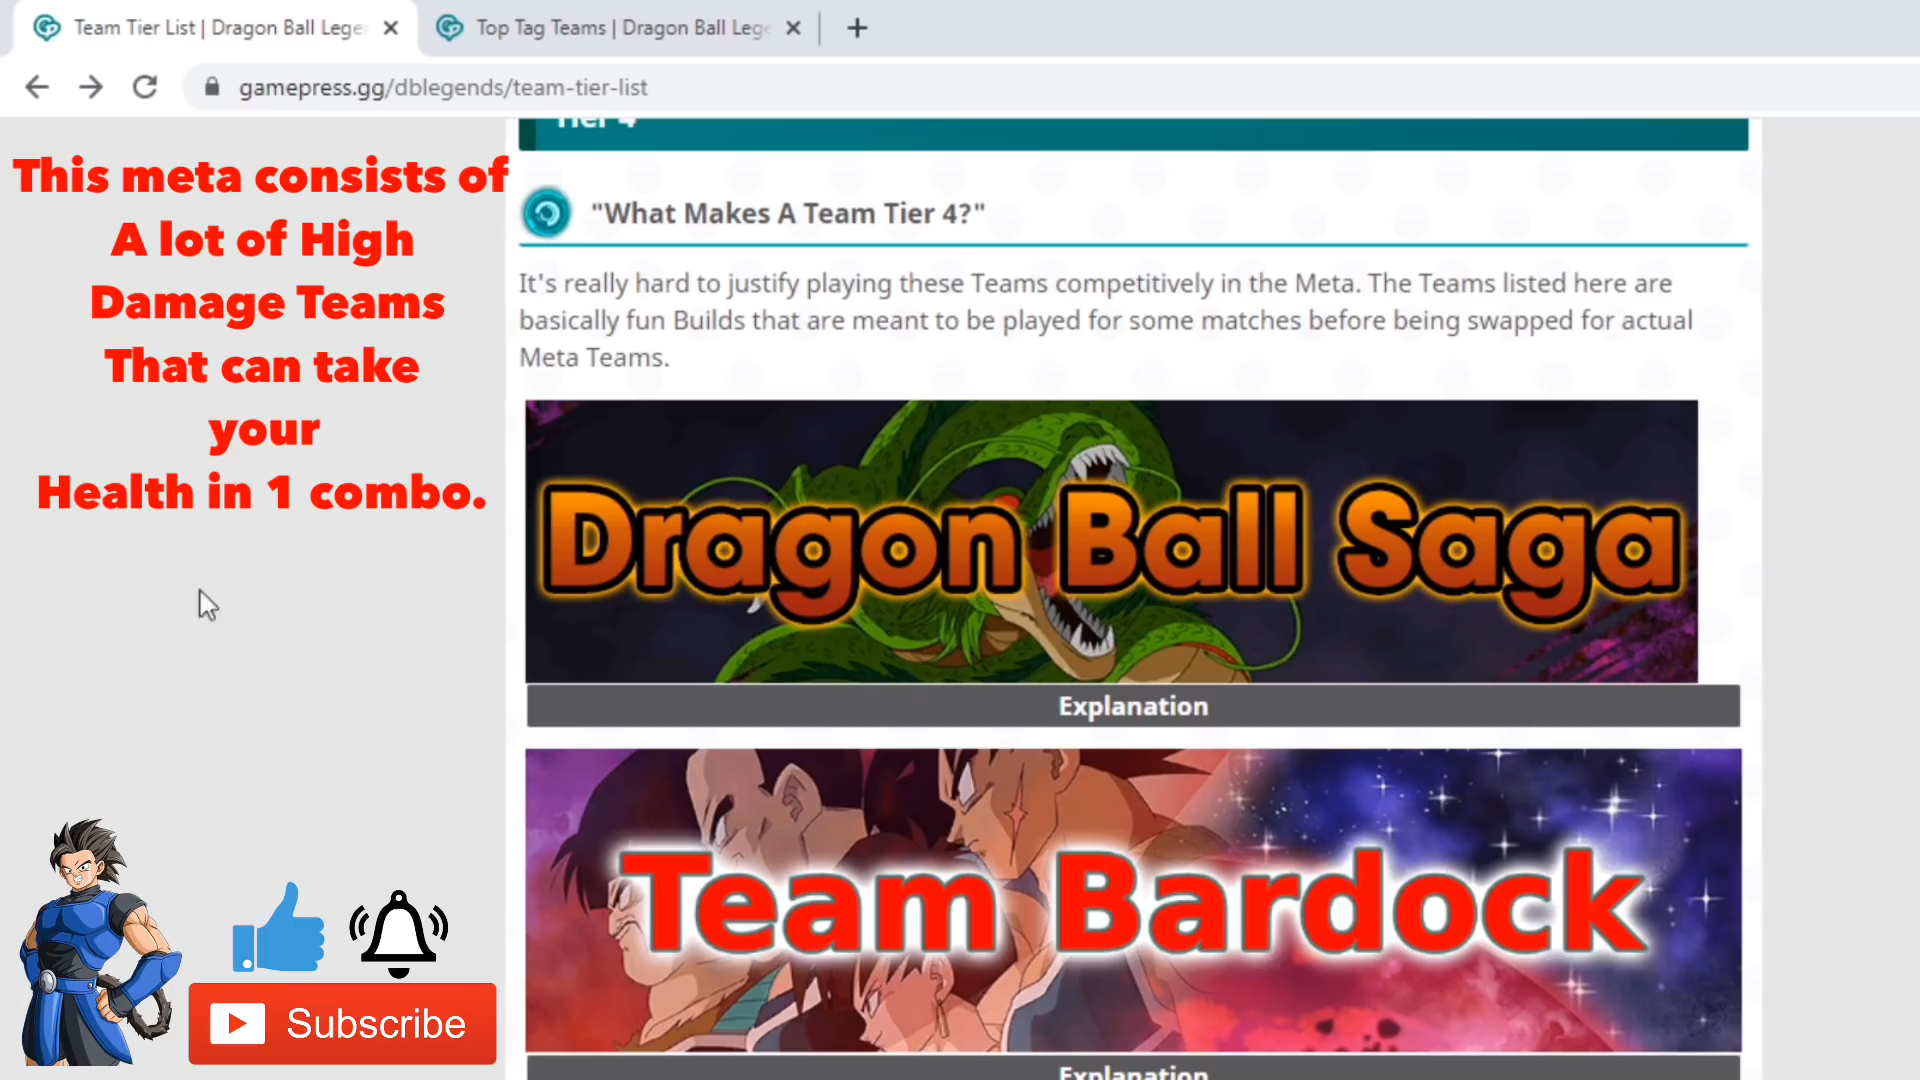 Team Tier List | Dragon Ball Lege
Top Tag Teams | Dragon Ball Lege
gamepress.gg/dblegends/team-tier-list
This meta consists of
A lot of High
Damage Teams
That can take
your
Health in 1 combo.
Subscribe
Tier 4
"What Makes A Team Tier 4?"
It's really hard to justify playing these Teams competitively in the Meta. The Teams listed here are
basically fun Builds that are meant to be played for some matches before being swapped for actual
Meta Teams.
Dragon Ball Saga
Explanation
Team Bardock
Explanation